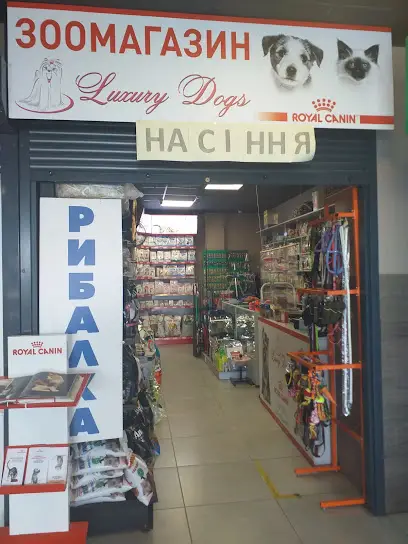 ЗООМАГАЗИН
Luxury Dogs
ROYAL CANIN
НАСІННЯ
РИБАЛКА
ROYAL CANIN